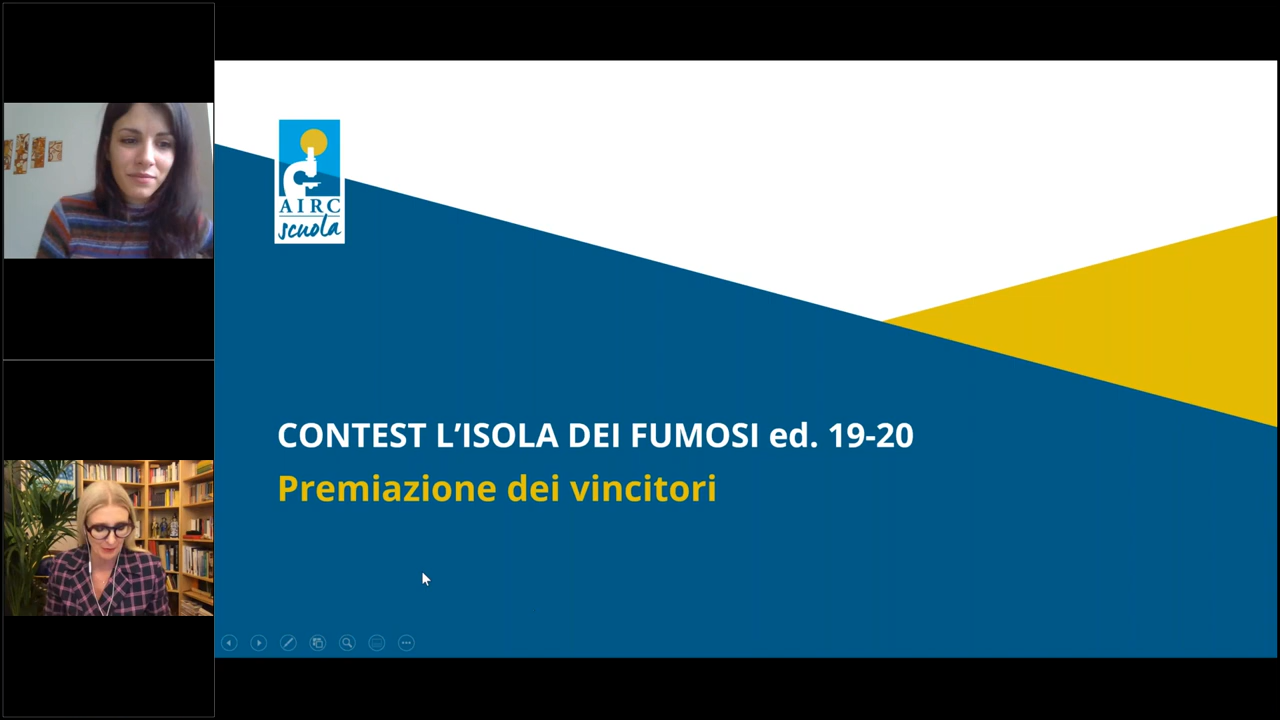 AIRC
scuola
CONTEST L'ISOLA DEI FUMOSI ed. 19-20
Premiazione dei vincitori